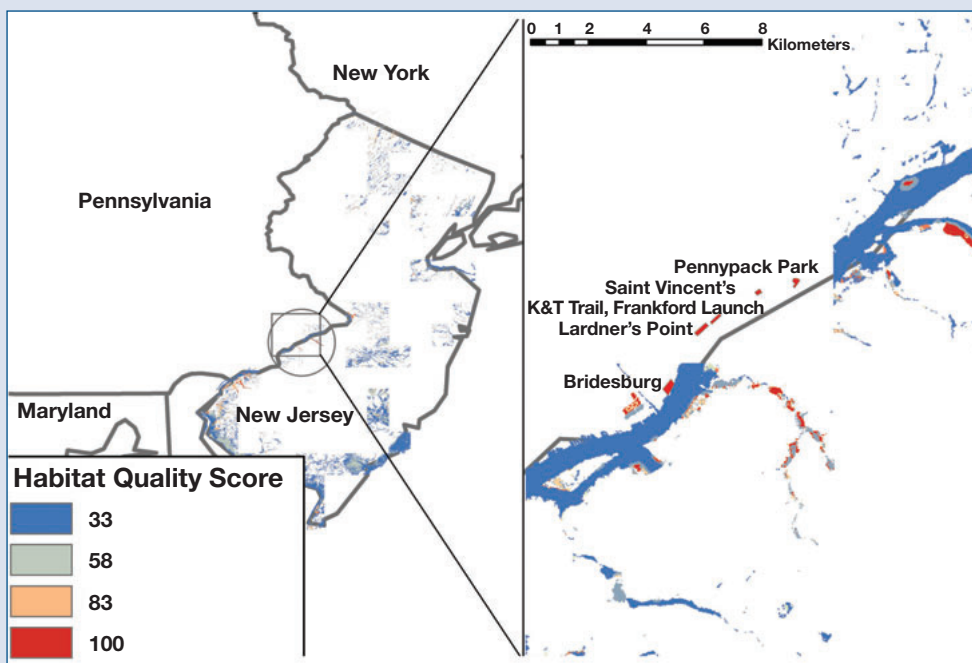 New York
Pennsylvania
Maryland
New Jersey
Habitat Quality Score
33
58
83
100
0 1 2 4 6 8
Kilometers
Pennypack Park
Saint Vincent's
K&T Trail, Frankford Launch
Lardner's Point
Bridesburg